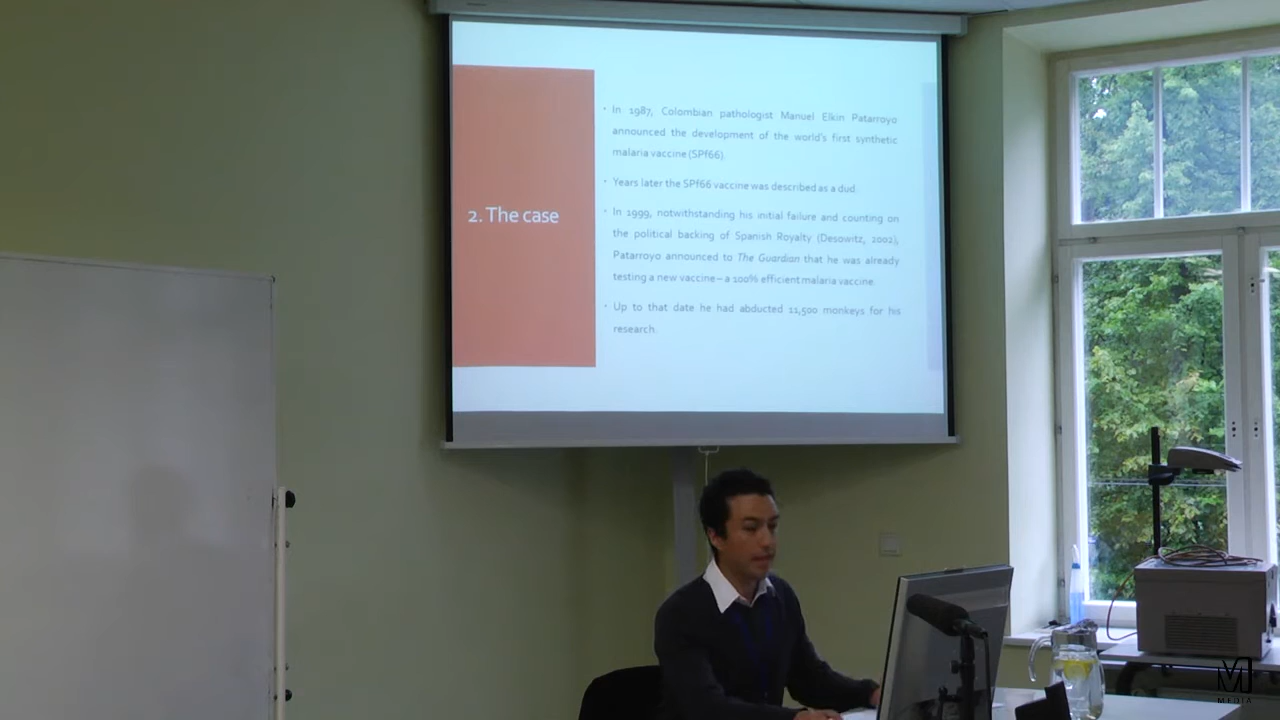 2. The case
• In 1987, Colombian pathologist Manuel Elkin Patarroyo
announced the development of the world's first synthetic
malaria vaccine (SPf66).
• Years later the SPf66 vaccine was described as a dud.
• In 1999, notwithstanding his initial failure and counting on
the political backing of Spanish Royalty (Desowitz, 2002),
Patarroyo announced to The Guardian that he was already
testing a new vaccine – a 100% efficient malaria vaccine.
• Up to that date he had abducted 11,500 monkeys for his
research.
MEDIA